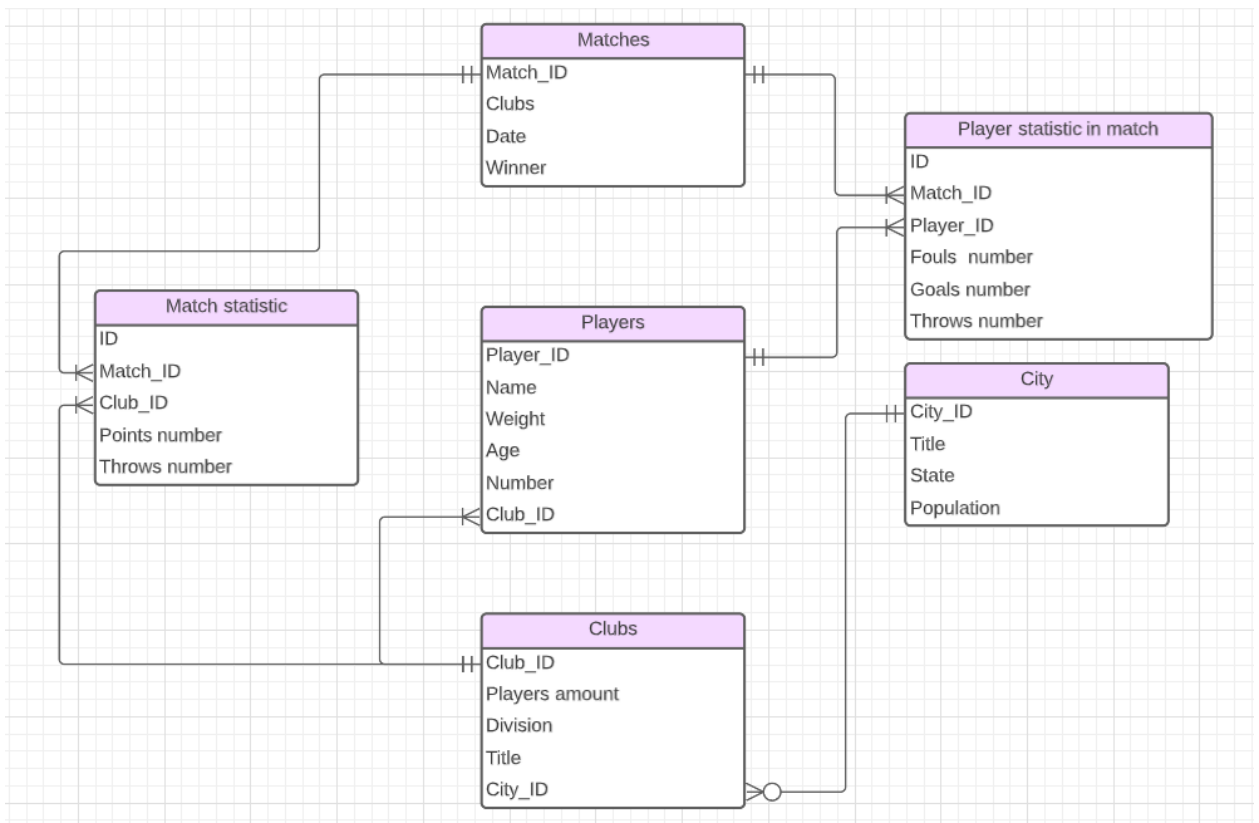 Matches
Match_ID
Clubs
Date
Winner
Player statistic in match
ID
Match_ID
Player_ID
Fouls  number
Goals number
Throws number
Match statistic
ID
Match_ID
Club_ID
Points number
Throws number
Players
Player_ID
Name
Weight
Age
Number
Club_ID
City
City_ID
Title
State
Population
Clubs
Club_ID
Players amount
Division
Title
City_ID